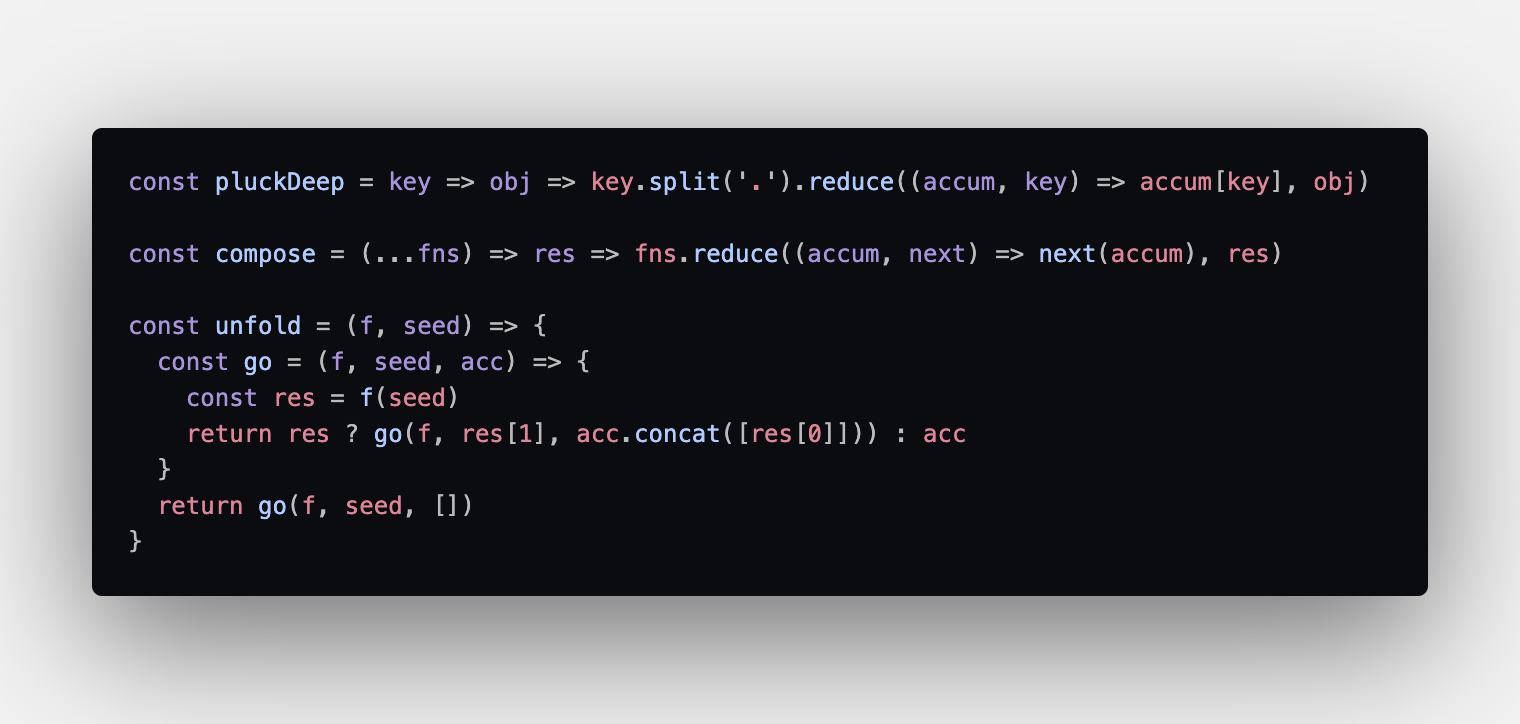 const pluckDeep = key => obj => key.split('.').reduce((accum, key) => accum[key], obj)

const compose = (...fns) => res => fns.reduce((accum, next) => next(accum), res)

const unfold = (f, seed) => {
  const go = (f, seed, acc) => {
    const res = f(seed)
    return res ? go(f, res[1], acc.concat([res[0]])) : acc
  }
  return go(f, seed, [])
}